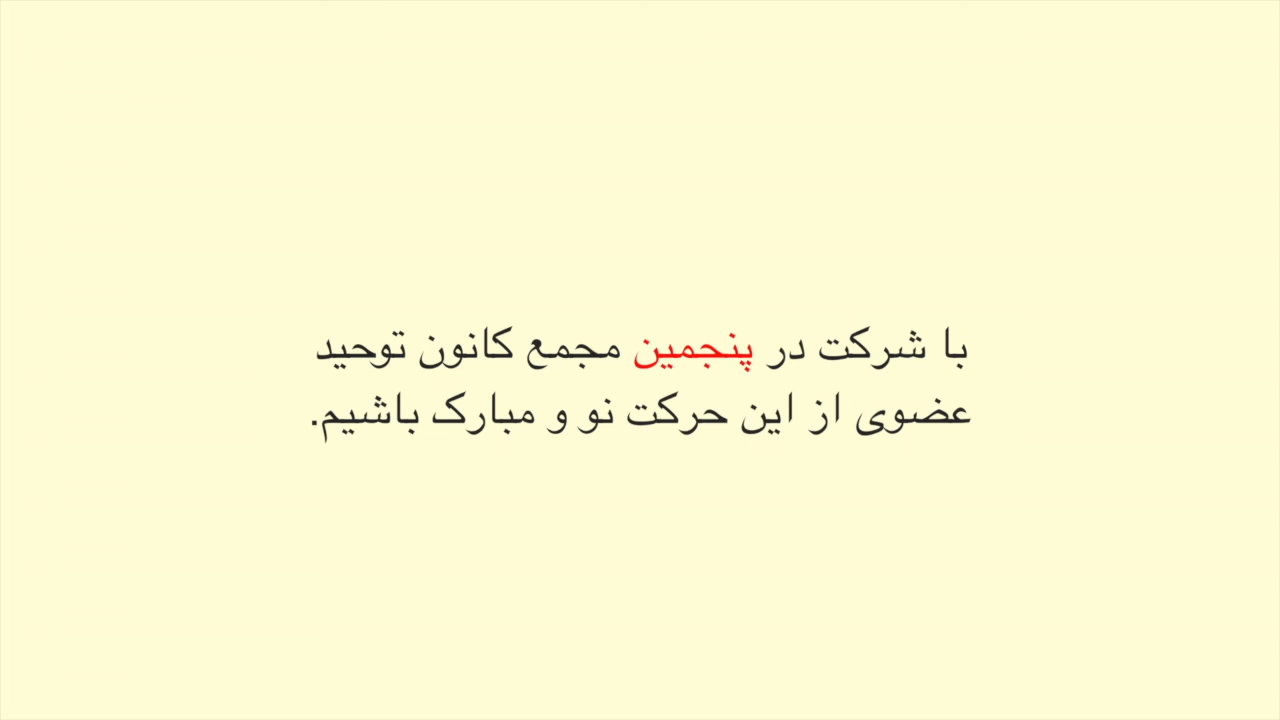 با شرکت در پنجمین مجمع کانون توحید
عضوی از این حرکت نو و مبارک باشیم.